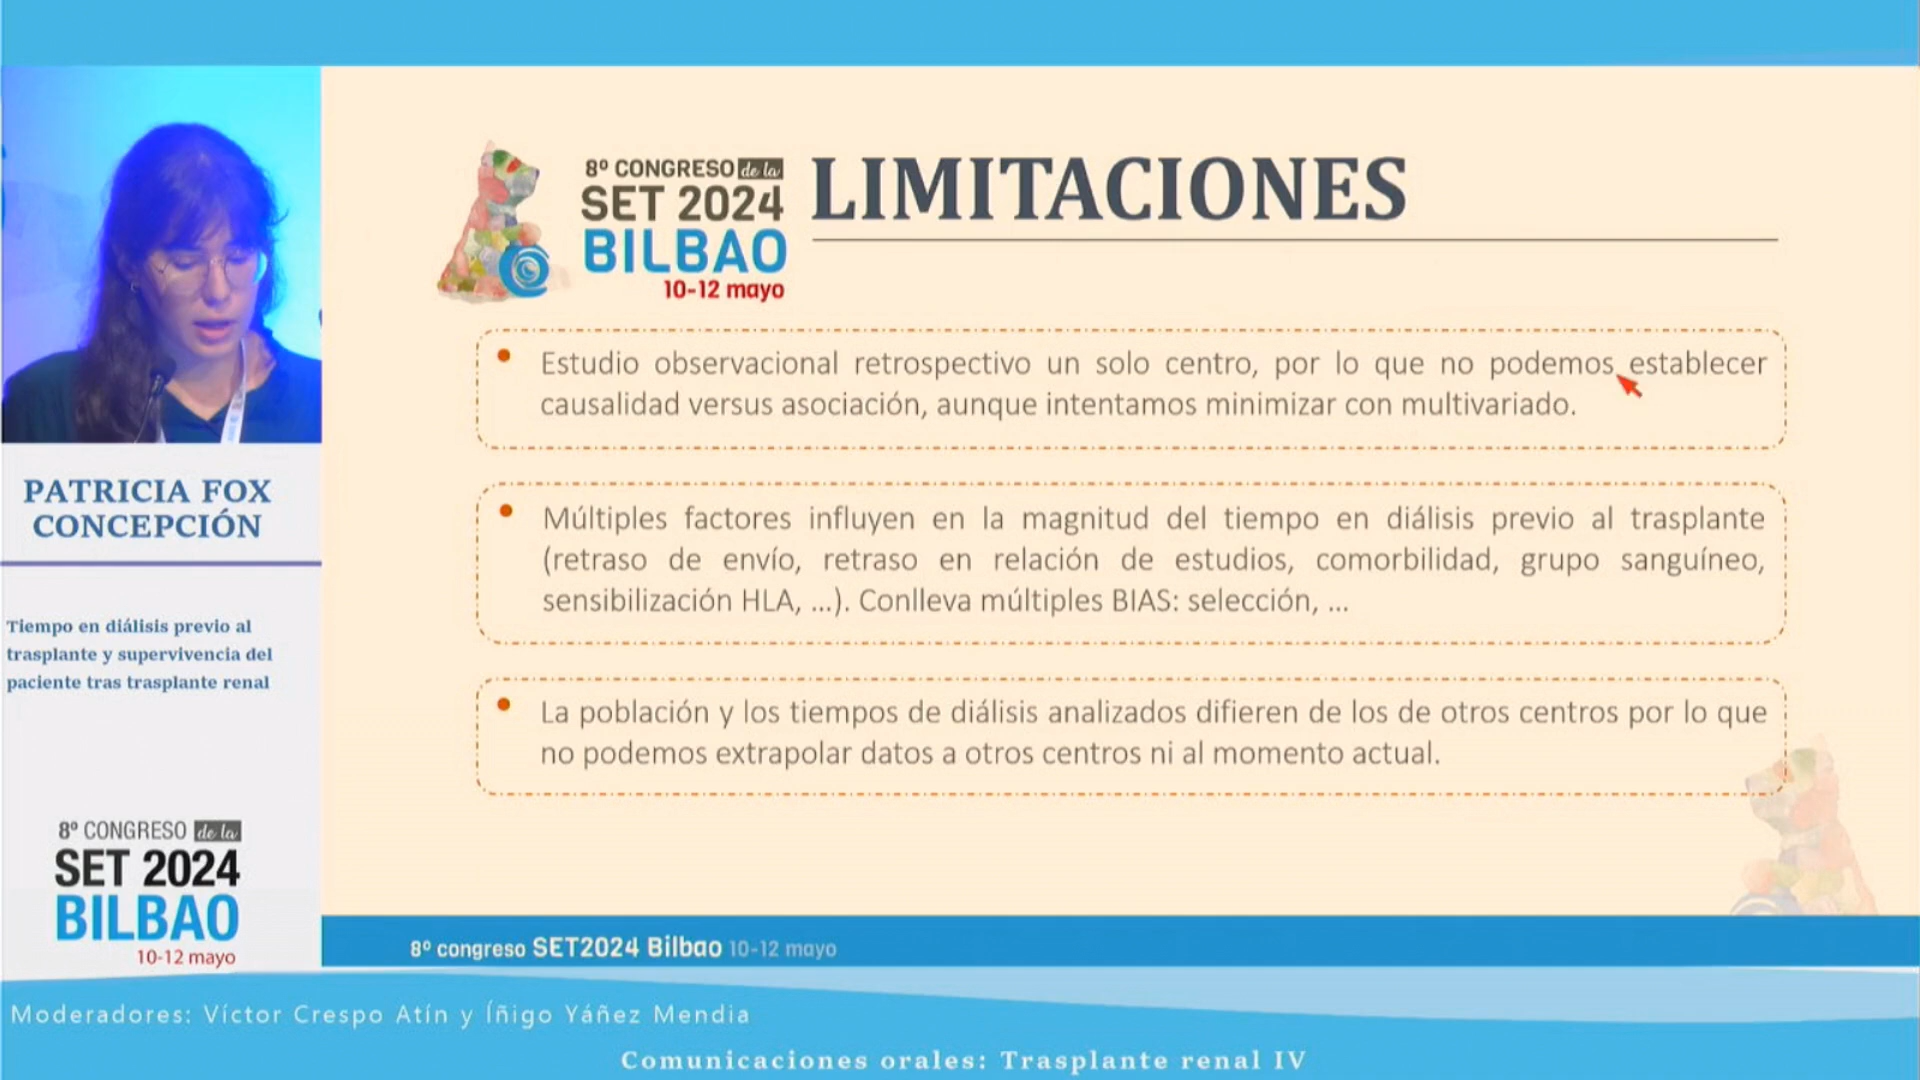 8º CONGRESO de la
SET 2024
BILBAO
10-12 mayo
LIMITACIONES
Estudio observacional retrospectivo un solo centro, por lo que no podemos establecer
causalidad versus asociación, aunque intentamos minimizar con multivariado.
Múltiples factores influyen en la magnitud del tiempo en diálisis previo al trasplante
(retraso de envío, retraso en relación de estudios, comorbilidad, grupo sanguíneo,
sensibilización HLA, ...). Conlleva múltiples BIAS: selección, ...
La población y los tiempos de diálisis analizados difieren de los de otros centros por lo que
no podemos extrapolar datos a otros centros ni al momento actual.
8º congreso SET2024 Bilbao 10-12 mayo
PATRICIA FOX
CONCEPCIÓN
Tiempo en diálisis previo al
trasplante y supervivencia del
paciente tras trasplante renal
8º CONGRESO de la
SET 2024
BILBAO
10-12 mayo
Moderadores: Víctor Crespo Atín y Íñigo Yáñez Mendia
Comunicaciones orales: Trasplante renal IV